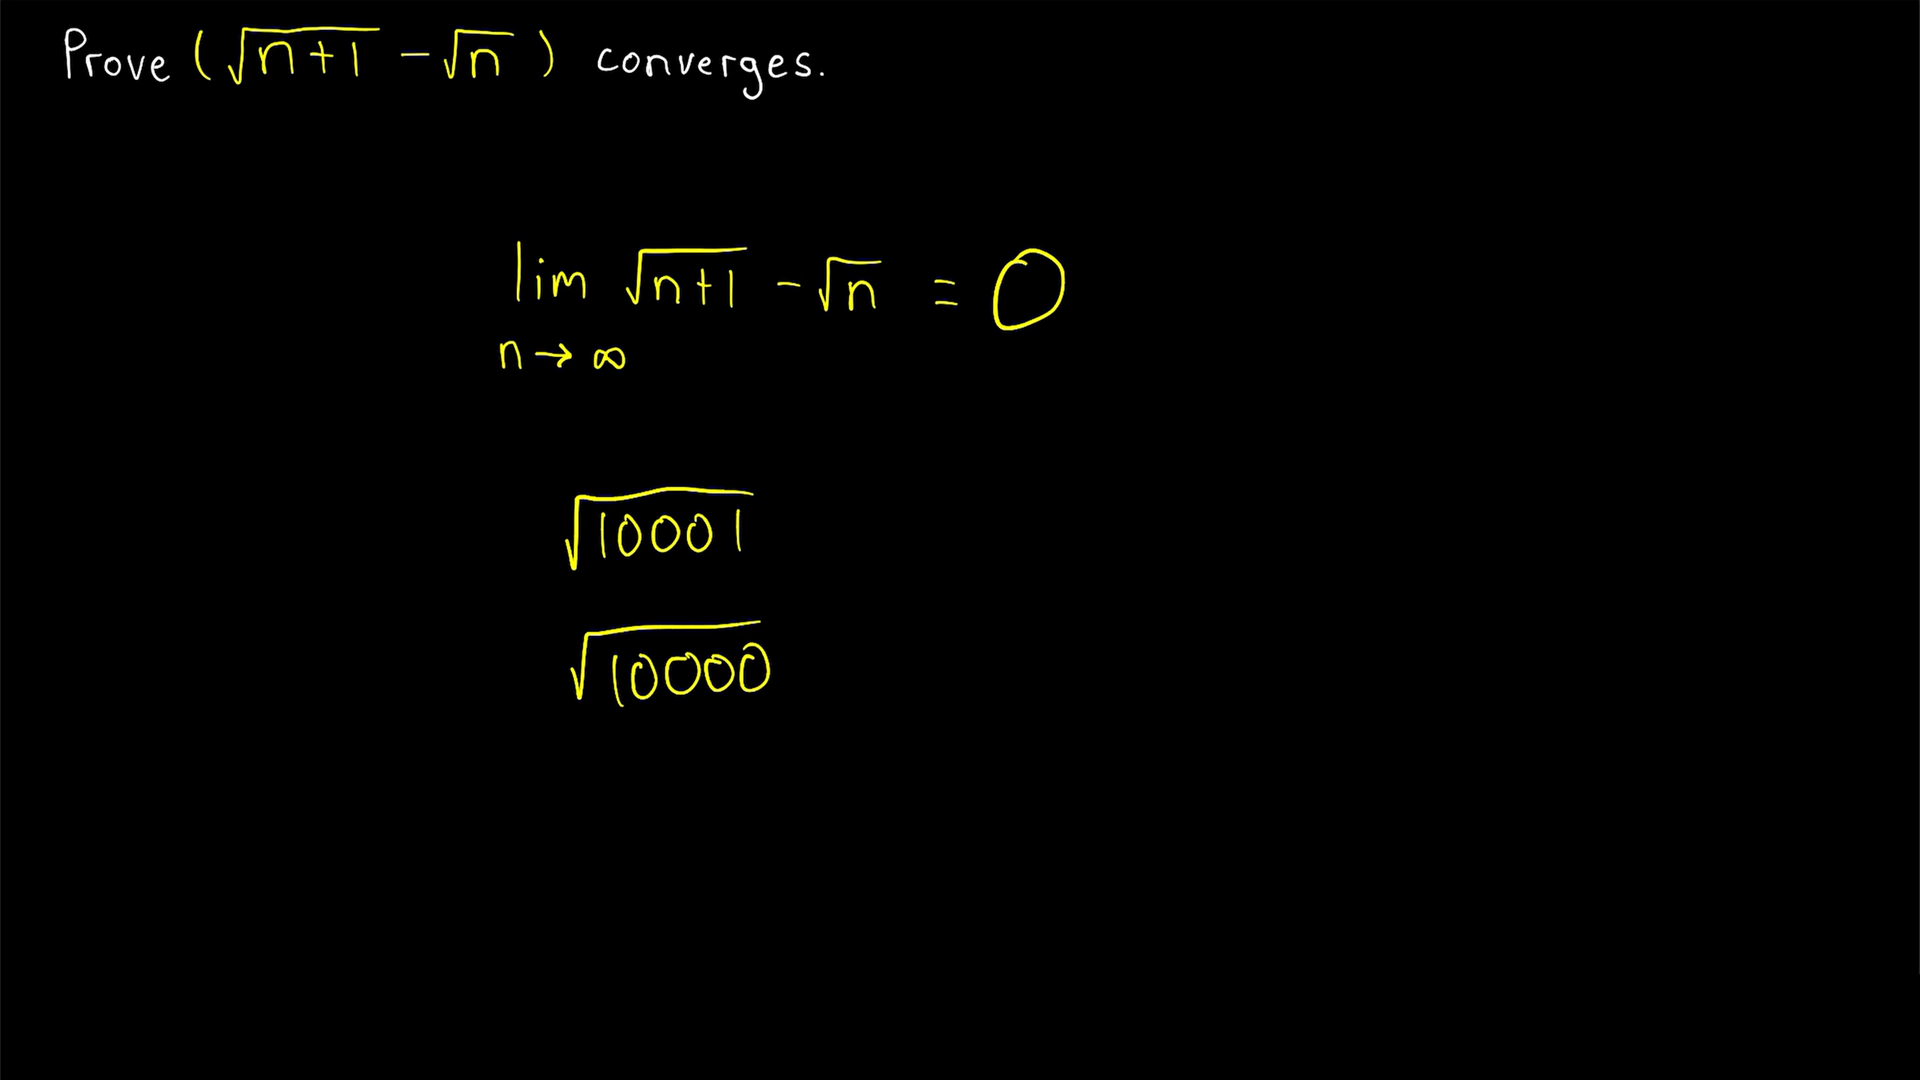 Prove (√n+1 − √n) converges.
lim √n+1 − √n = 0
n → ∞
√10001
√10000